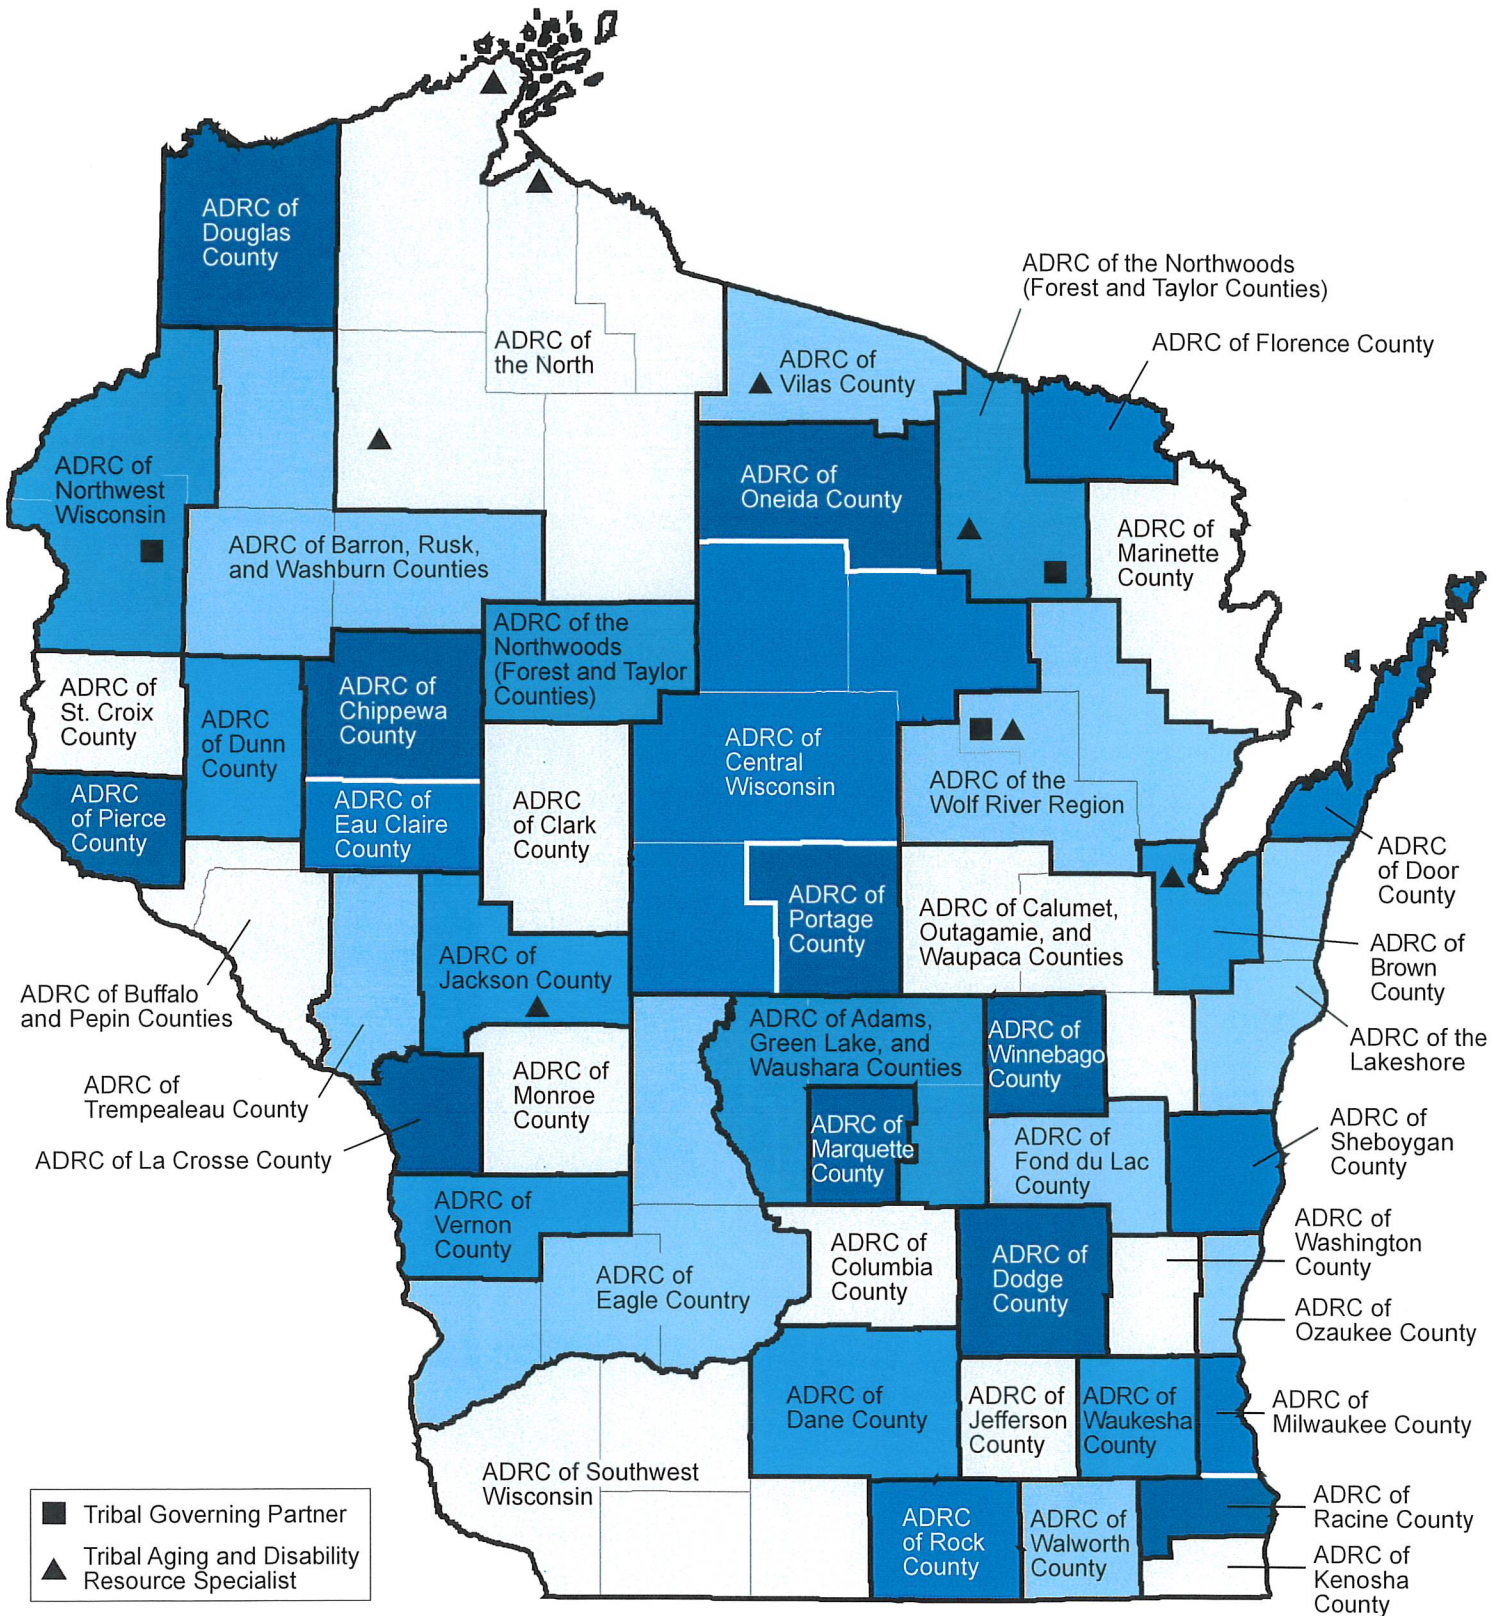 ADRC of
Douglas
County
ADRC of the Northwoods
(Forest and Taylor Counties)
ADRC of Florence County
ADRC of
the North
ADRC of
Vilas County
ADRC of
Northwest
Wisconsin
ADRC of
Oneida County
ADRC of
Marinette
County
ADRC of Barron, Rusk,
and Washburn Counties
ADRC of the
Northwoods
(Forest and Taylor
Counties)
ADRC of
St. Croix
County
ADRC
of Dunn
County
ADRC of
Chippewa
County
ADRC of
Central
Wisconsin
ADRC of the
Wolf River Region
ADRC
of Pierce
County
ADRC of
Eau Claire
County
ADRC
of Clark
County
ADRC
of Door
County
ADRC of
Portage
County
ADRC of Calumet,
Outagamie, and
Waupaca Counties
ADRC of
Brown
County
ADRC of
Jackson County
ADRC of Buffalo
and Pepin Counties
ADRC of Adams,
Green Lake, and
Waushara Counties
ADRC of
Winnebago
County
ADRC of the
Lakeshore
ADRC of
Trempealeau County
ADRC of
Monroe
County
ADRC of
Marquette
County
ADRC of
Fond du Lac
County
ADRC of
Sheboygan
County
ADRC of La Crosse County
ADRC of
Vernon
County
ADRC of
Eagle Country
ADRC of
Columbia
County
ADRC of
Dodge
County
ADRC of
Washington
County
ADRC of
Ozaukee County
ADRC of
Dane County
ADRC of
Jefferson
County
ADRC of
Waukesha
County
ADRC of
Milwaukee County
ADRC of Southwest
Wisconsin
ADRC
of Rock
County
ADRC of
Walworth
County
ADRC of
Racine County
ADRC of
Kenosha
County
Tribal Governing Partner
Tribal Aging and Disability
Resource Specialist